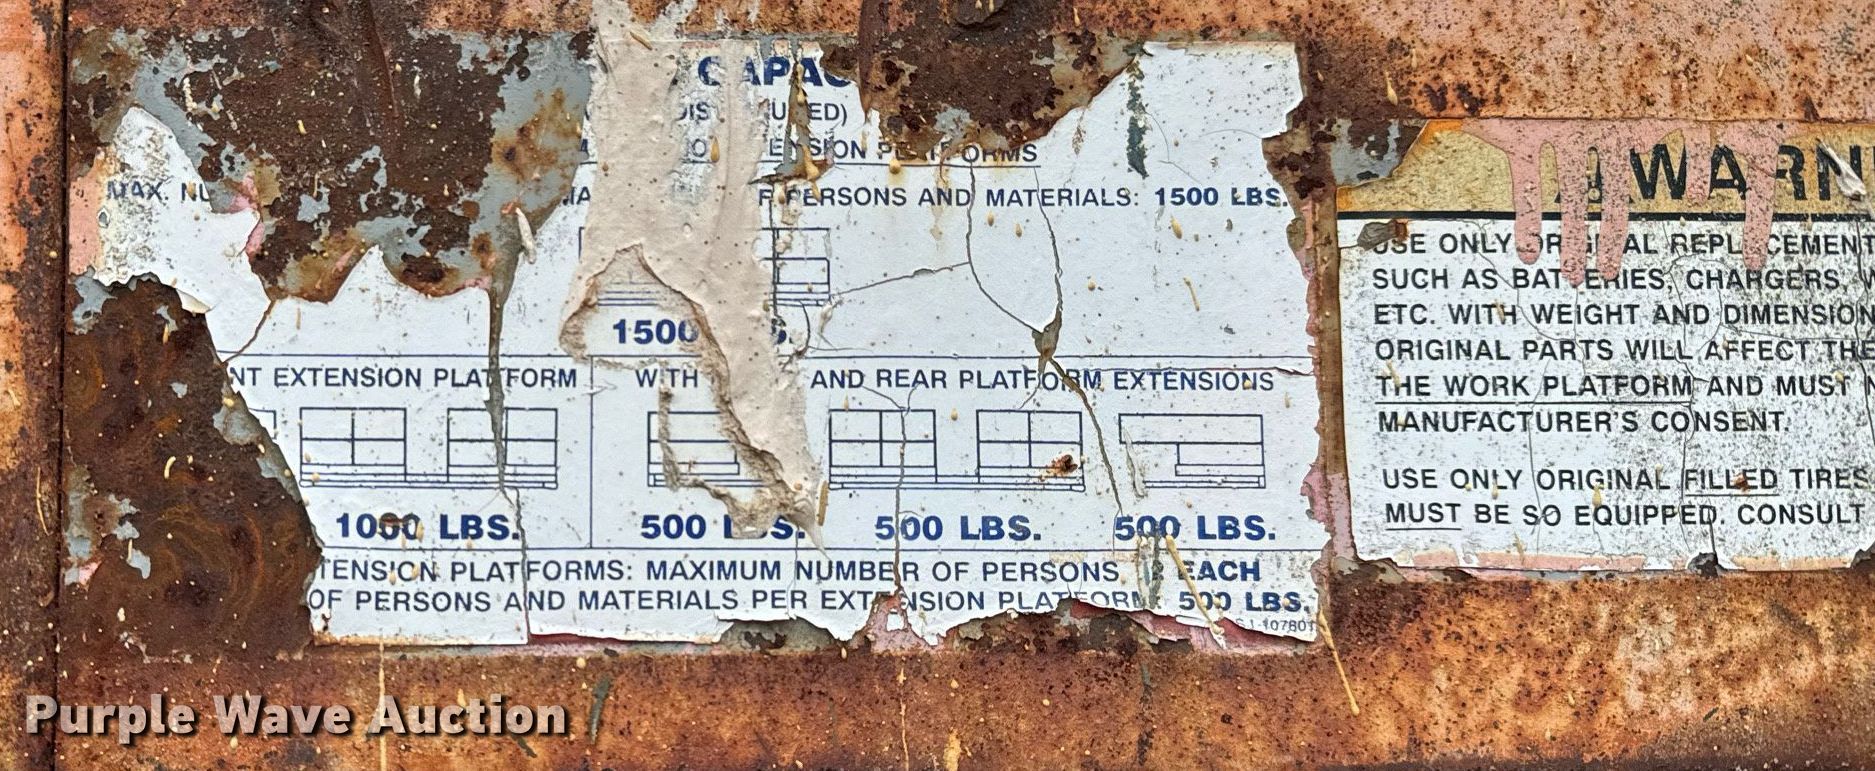 CAPAC
UTED)
PLATFORMS
MAX. NU
F PERSONS AND MATERIALS: 1500 LBS.
1500 S.
NT EXTENSION PLATFORM
WITH AND REAR PLATFORM EXTENSIONS
1000 LBS. 500 LBS. 500 LBS. 500 LBS.
TENSION PLATFORMS: MAXIMUM NUMBER OF PERSONS EACH
OF PERSONS AND MATERIALS PER EXTENSION PLATFORM: 500 LBS.
107801
WARN
USE ONLY ORIGINAL REPLACEMENT
SUCH AS BATTERIES, CHARGERS,
ETC. WITH WEIGHT AND DIMENSION
ORIGINAL PARTS WILL AFFECT THE
THE WORK PLATFORM AND MUST
MANUFACTURER'S CONSENT.
USE ONLY ORIGINAL FILLED TIRES
MUST BE SO EQUIPPED. CONSULT
Purple Wave Auction